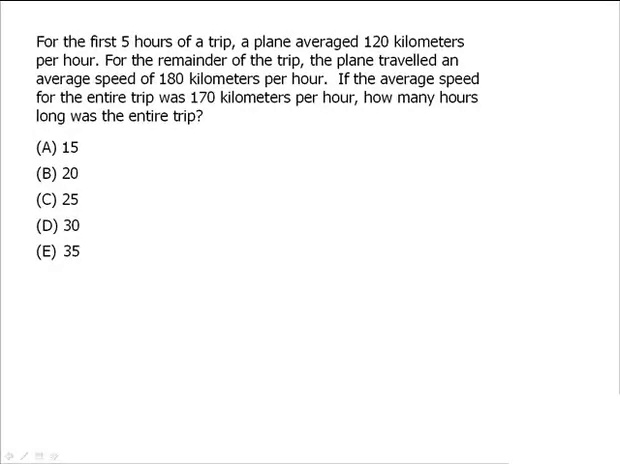 For the first 5 hours of a trip, a plane averaged 120 kilometers
per hour. For the remainder of the trip, the plane travelled an
average speed of 180 kilometers per hour.  If the average speed
for the entire trip was 170 kilometers per hour, how many hours
long was the entire trip?
(A) 15
(B) 20
(C) 25
(D) 30
(E) 35